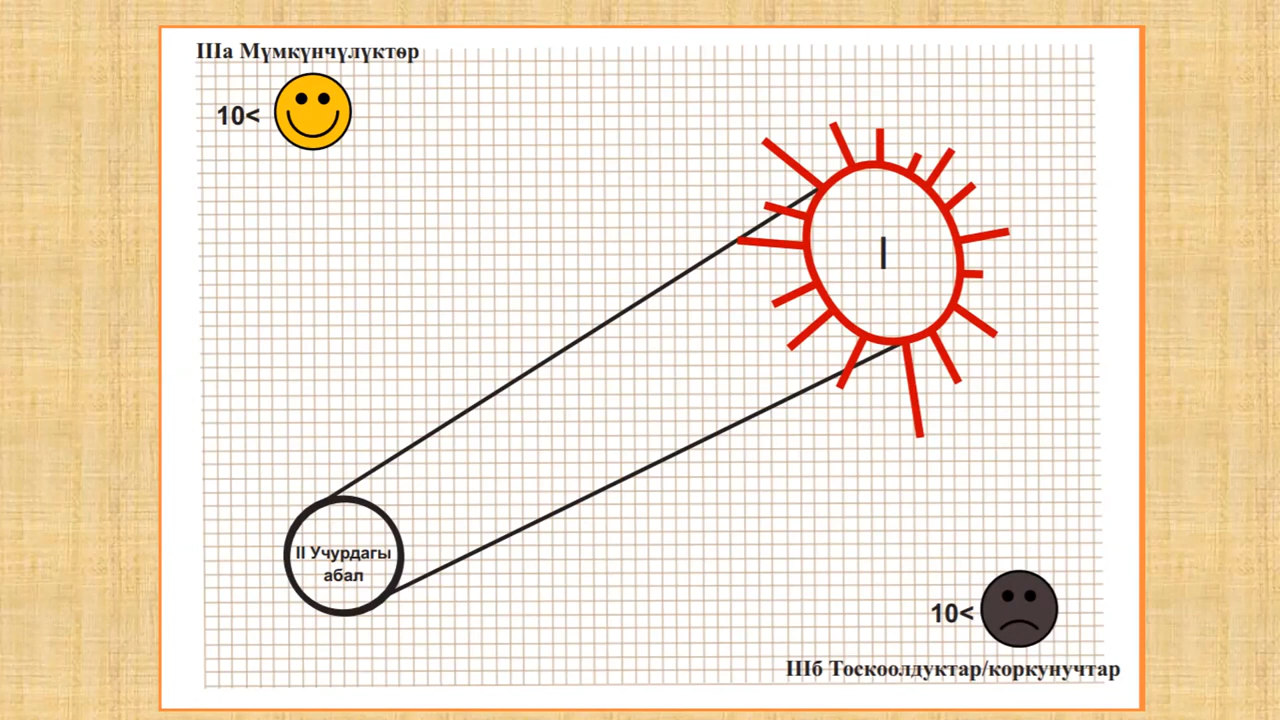 IIIа Мүмкүнчүлүктөр
10<
I
II Учурдагы
абал
10<
IIIб Тоскоолдуктар/коркунучтар